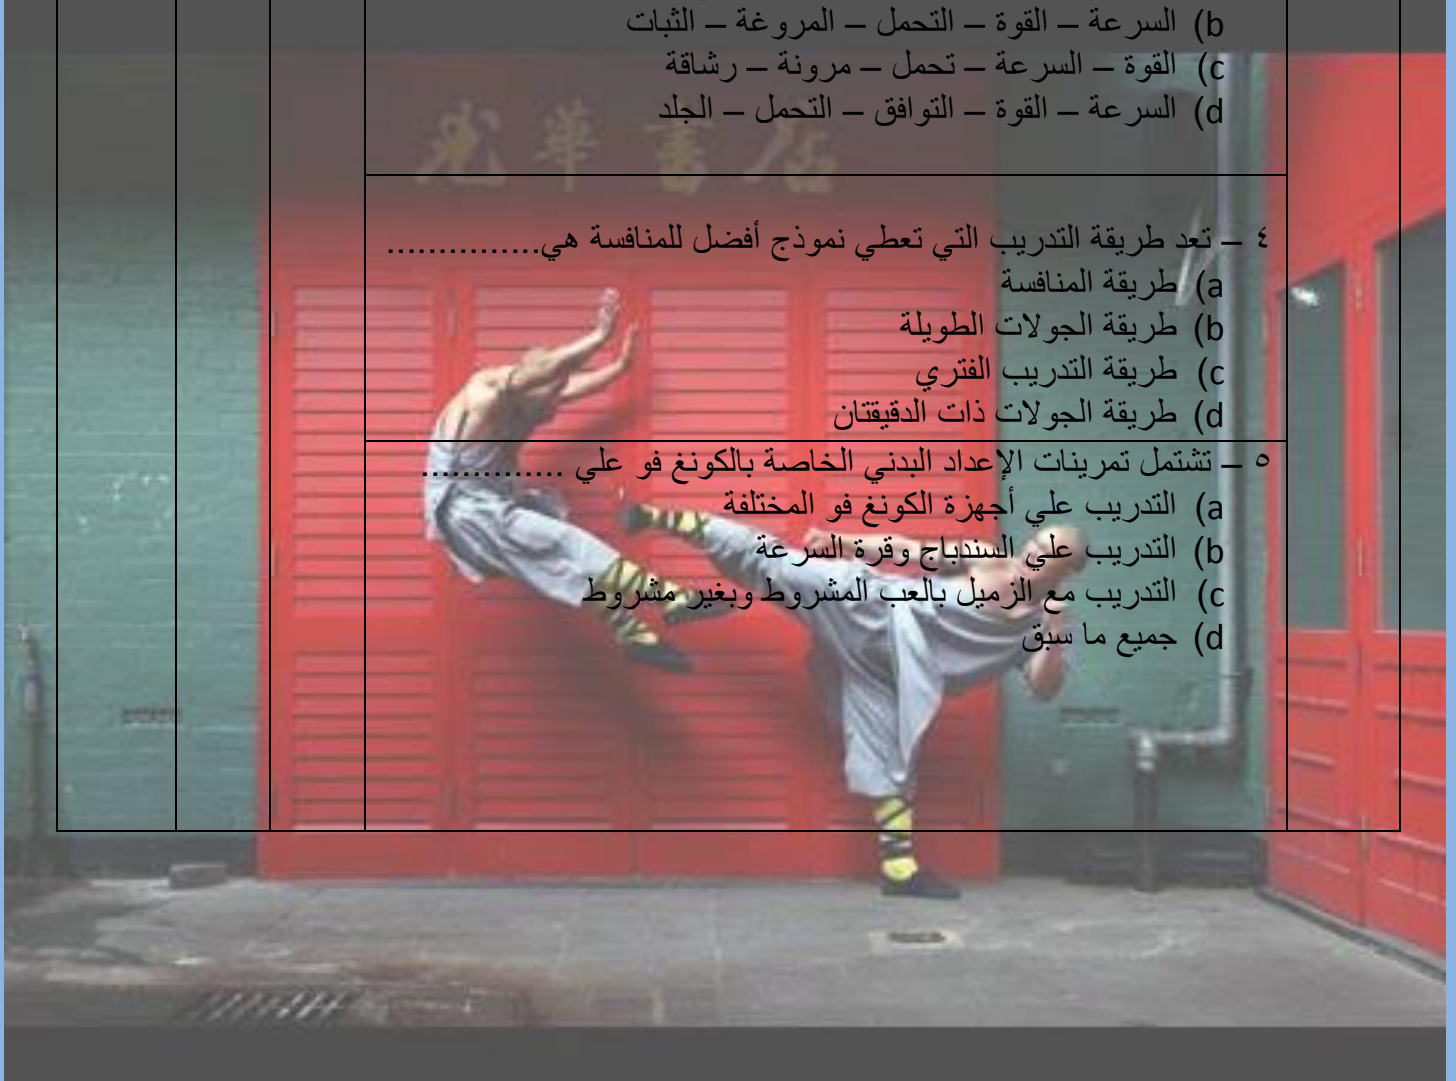 b) السرعة – القوة – التحمل – المروغة – الثبات
c) القوة – السرعة – تحمل – مرونة – رشاقة
d) السرعة – القوة – التوافق – التحمل – الجلد
٤ – تعد طريقة التدريب التي تعطي نموذج أفضل للمنافسة هي...............
a) طريقة المنافسة
b) طريقة الجولات الطويلة
c) طريقة التدريب الفتري
d) طريقة الجولات ذات الدقيقتان
٥ – تشتمل تمرينات الإعداد البدني الخاصة بالكونغ فو علي ..............
a) التدريب علي أجهزة الكونغ فو المختلفة
b) التدريب علي السندباج وقرة السرعة
c) التدريب مع الزميل بالعب المشروط وبغير مشروط
d) جميع ما سبق